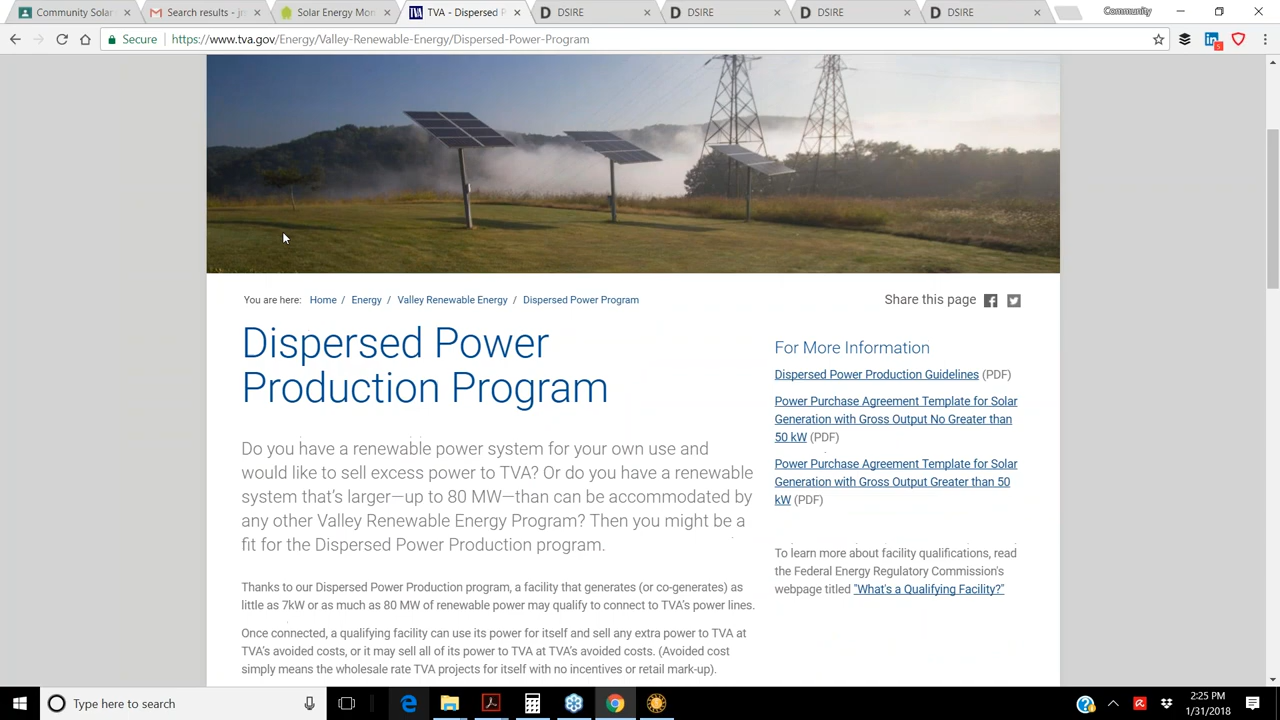 Community Solar
Search results - jm
Solar Energy Mon
TVA - Dispersed P
DSIRE
DSIRE
DSIRE
DSIRE
Community
Secure
https://www.tva.gov/Energy/Valley-Renewable-Energy/Dispersed-Power-Program
You are here: Home / Energy / Valley Renewable Energy / Dispersed Power Program
Share this page
Dispersed Power
Production Program
Do you have a renewable power system for your own use and
would like to sell excess power to TVA? Or do you have a renewable
system that's larger—up to 80 MW—than can be accommodated by
any other Valley Renewable Energy Program? Then you might be a
fit for the Dispersed Power Production program.
Thanks to our Dispersed Power Production program, a facility that generates (or co-generates) as
little as 7kW or as much as 80 MW of renewable power may qualify to connect to TVA's power lines.
Once connected, a qualifying facility can use its power for itself and sell any extra power to TVA at
TVA's avoided costs, or it may sell all of its power to TVA at TVA's avoided costs. (Avoided cost
simply means the wholesale rate TVA projects for itself with no incentives or retail mark-up).
For More Information
Dispersed Power Production Guidelines (PDF)
Power Purchase Agreement Template for Solar
Generation with Gross Output No Greater than
50 kW (PDF)
Power Purchase Agreement Template for Solar
Generation with Gross Output Greater than 50
kW (PDF)
To learn more about facility qualifications, read
the Federal Energy Regulatory Commission's
webpage titled "What's a Qualifying Facility?"
Type here to search
2:25 PM
1/31/2018